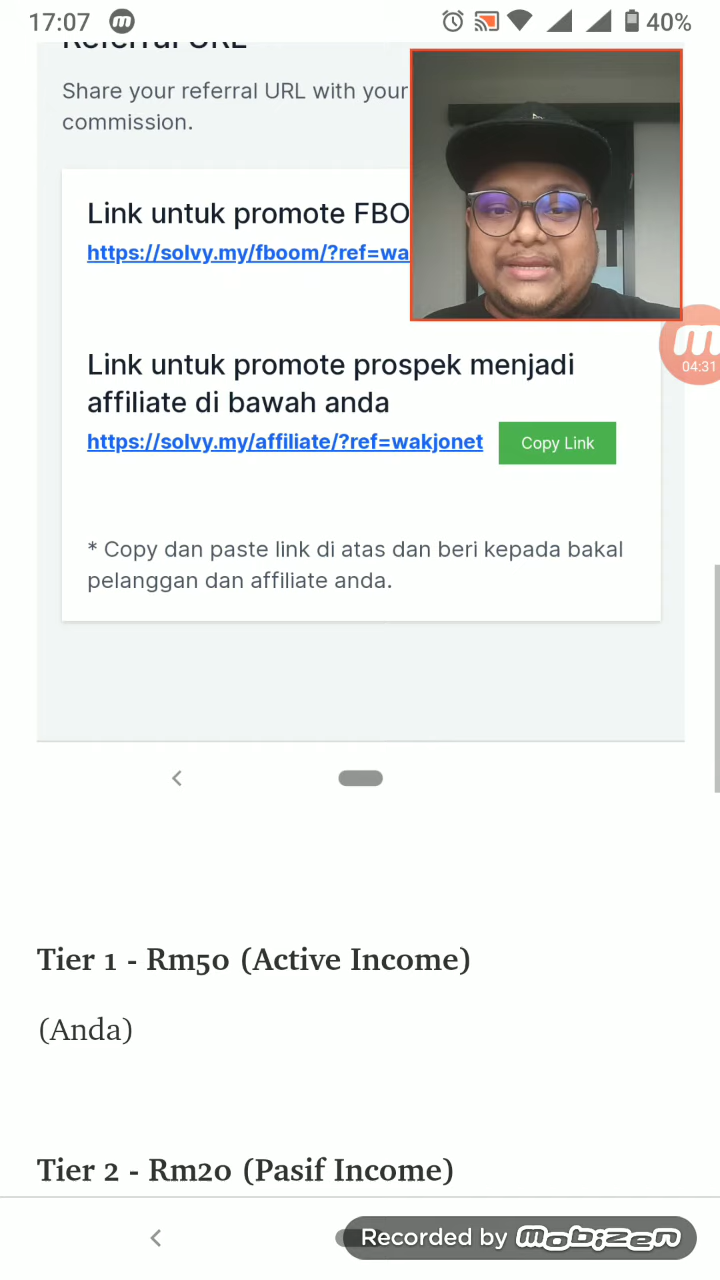 17:07
40%
Referral URL
Share your referral URL with your
commission.
Link untuk promote FBO
https://solvy.my/fboom/?ref=wa
04:31
Link untuk promote prospek menjadi
affiliate di bawah anda
https://solvy.my/affiliate/?ref=wakjonet
Copy Link
* Copy dan paste link di atas dan beri kepada bakal
pelanggan dan affiliate anda.
Tier 1 - Rm50 (Active Income)
(Anda)
Tier 2 - Rm20 (Pasif Income)
Recorded by mobizen